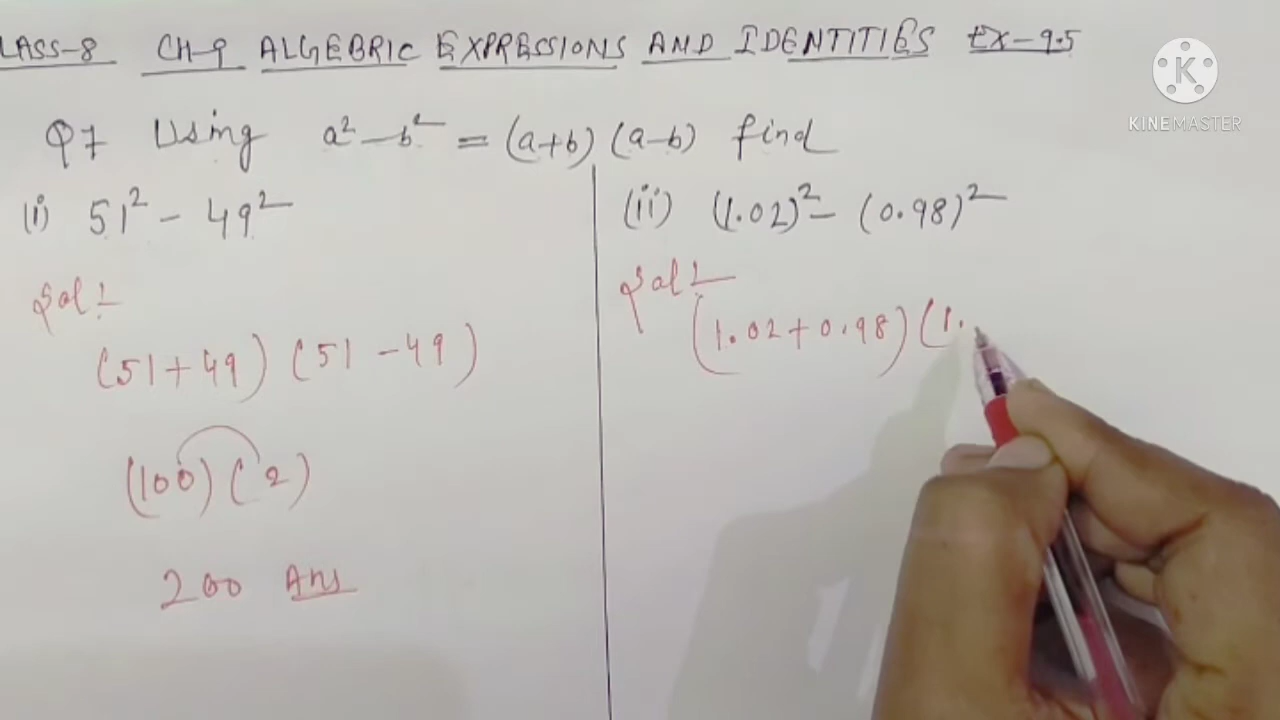 LASS-8 CH-9 ALGEBRIC EXPRESSIONS AND IDENTITIES EX-9.5
KINEMASTER
Q7 Using a² - b² = (a+b) (a-b) find
(i) 51² - 49²
Sol:
(51+49) (51-49)
(100) (2)
200 Ans
(ii) (1.02)² - (0.98)²
Sol:
(1.02+0.98) (1.